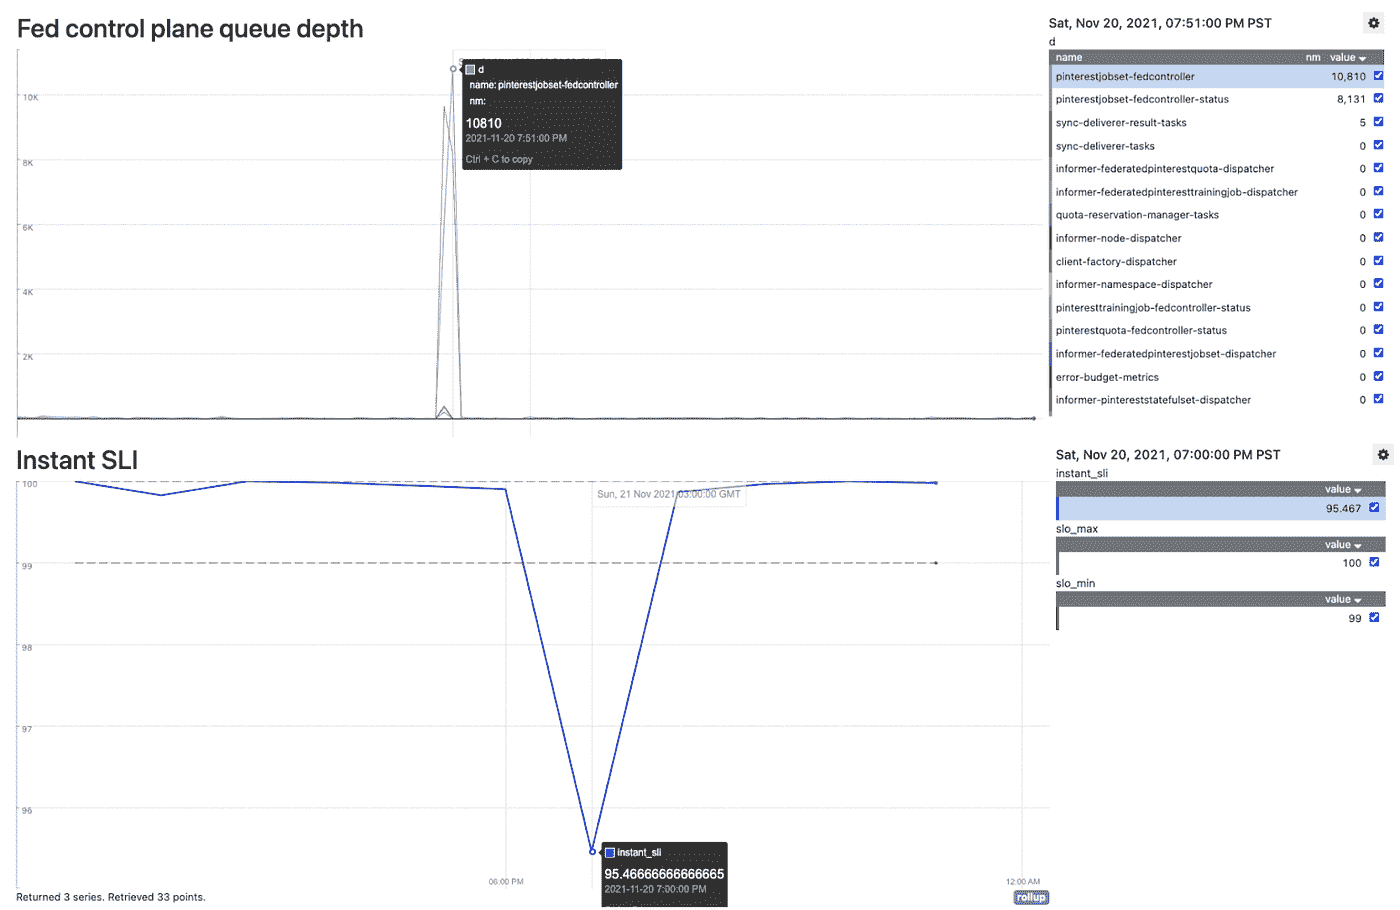 Fed control plane queue depth
10K
8K
6K
4K
2K
d
name: pinterestjobset-fedcontroller
nm:
10810
2021-11-20 7:51:00 PM
Ctrl + C to copy
Sat, Nov 20, 2021, 07:51:00 PM PST
d
name nm value
pinterestjobset-fedcontroller 10,810
pinterestjobset-fedcontroller-status 8,131
sync-deliverer-result-tasks 5
sync-deliverer-tasks 0
informer-federatedpinterestquota-dispatcher 0
informer-federatedpinteresttrainingjob-dispatcher 0
quota-reservation-manager-tasks 0
informer-node-dispatcher 0
client-factory-dispatcher 0
informer-namespace-dispatcher 0
pinteresttrainingjob-fedcontroller-status 0
pinterestquota-fedcontroller-status 0
informer-federatedpinterestjobset-dispatcher 0
error-budget-metrics 0
informer-pintereststatefulset-dispatcher 0
Instant SLI
100
99
98
97
96
Sun, 21 Nov 2021 03:00:00 GMT
instant_sli
95.46666666666665
2021-11-20 7:00:00 PM
06:00 PM
12:00 AM
Returned 3 series. Retrieved 33 points.
rollup
Sat, Nov 20, 2021, 07:00:00 PM PST
instant_sli
value
95.467
slo_max
value
100
slo_min
value
99